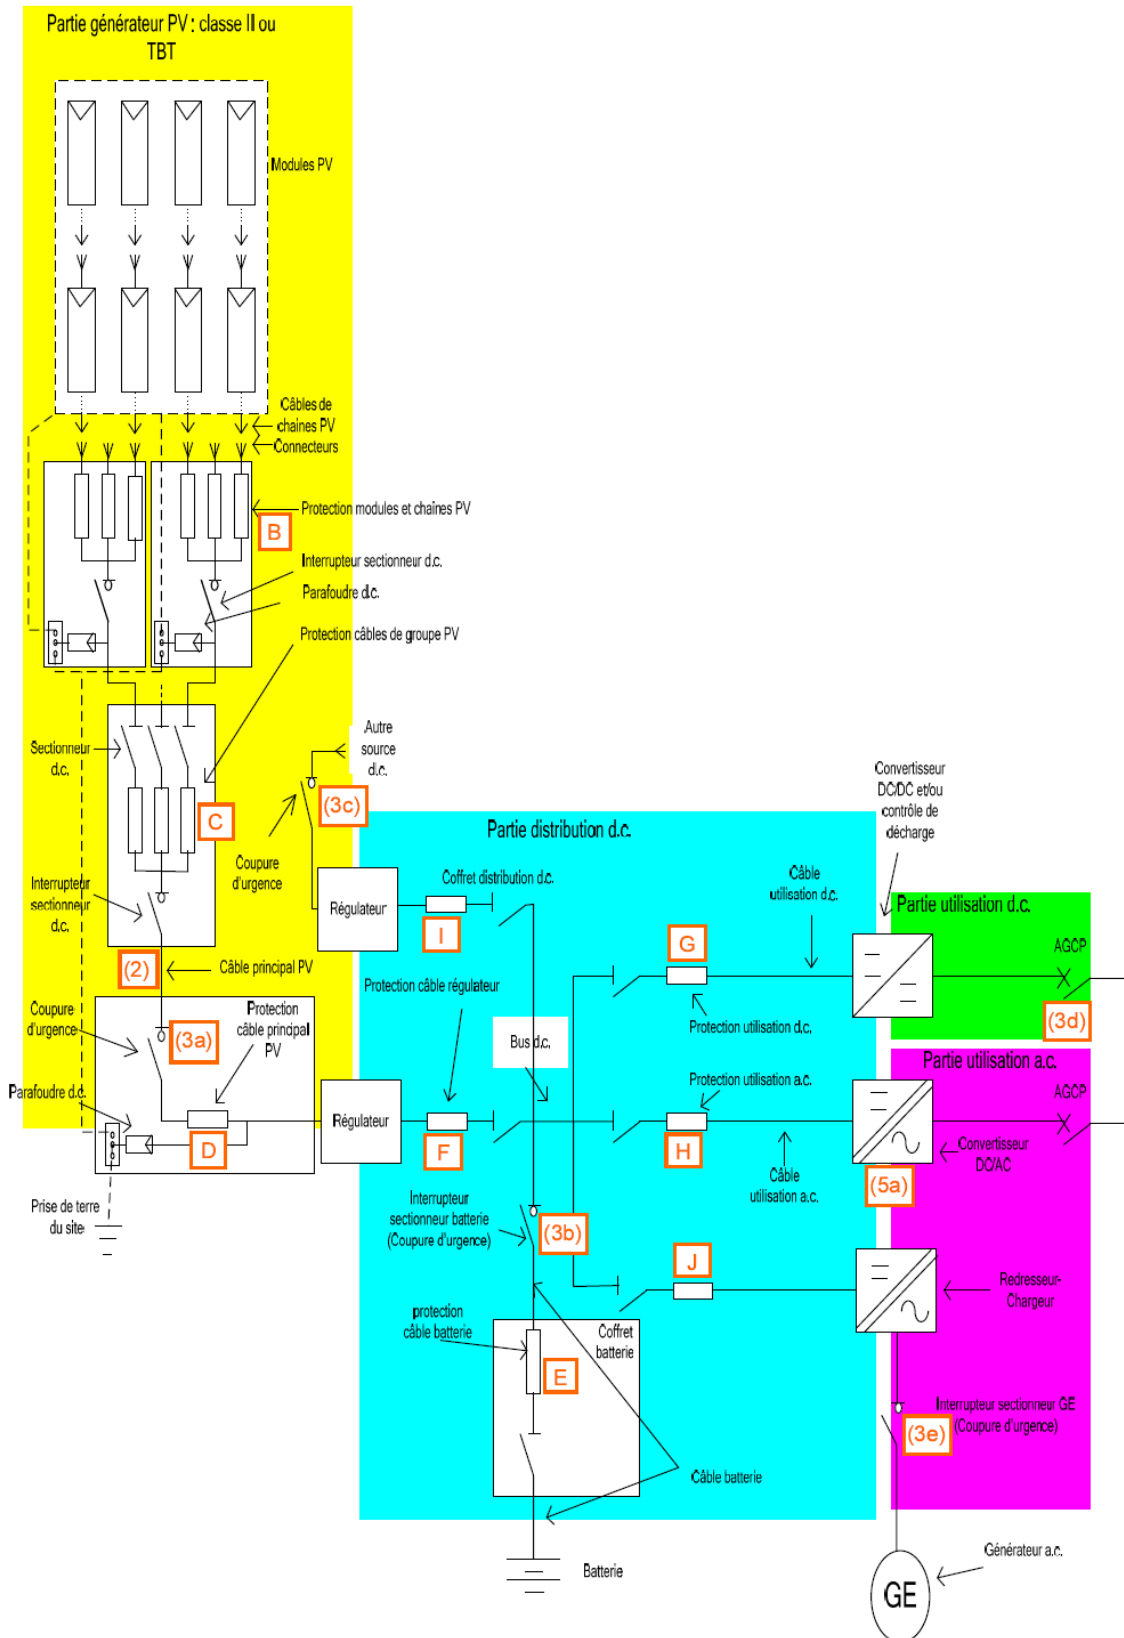 Partie générateur PV : classe II ou
TBT
Modules PV
Câbles de
chaines PV
Connecteurs
Protection modules et chaînes PV
B
Interrupteur sectionneur d.c.
Parafoudre d.c.
Protection câbles de groupe PV
Sectionneur
d.c.
C
Autre
source
d.c.
(3c)
Coupure
d'urgence
Interrupteur
sectionneur
d.c.
(2)
Câble principal PV
Coupure
d'urgence
(3a)
Protection
câble principal
PV
Parafoudre d.c.
D
Prise de terre
du site
Régulateur
Régulateur
Partie distribution d.c.
Coffret distribution d.c.
I
Câble
utilisation d.c.
Convertisseur
DC/DC et/ou
contrôle de
décharge
G
Protection câble régulateur
Protection utilisation d.c.
Bus d.c.
Protection utilisation a.c.
F
H
Câble
utilisation a.c.
Interrupteur
sectionneur batterie
(Coupure d'urgence)
(3b)
J
protection
câble batterie
Coffret
batterie
E
Câble batterie
Batterie
Partie utilisation d.c.
AGCP
(3d)
Partie utilisation a.c.
AGCP
Convertisseur
DC/AC
(5a)
Redresseur-
Chargeur
Interrupteur sectionneur GE
(Coupure d'urgence)
(3e)
Générateur a.c.
GE